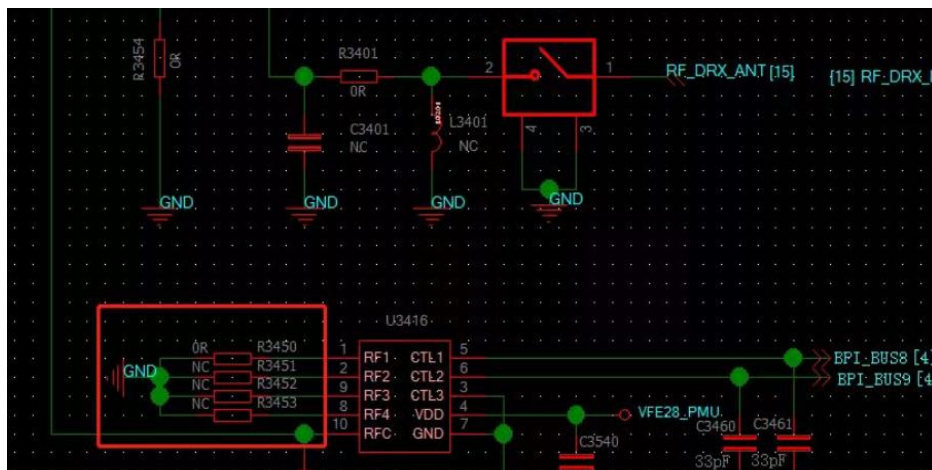 R3454
0R
R3401
0R
C3401
NC
L3401
NC
2
1
4
3
RF_DRX_ANT [15]
[15] RF_DRX_
GND
GND
GND
GND
U3416
GND
0R
R3450
1
RF1
CTL1
5
BPI_BUS8 [4]
NC
R3451
2
RF2
CTL2
6
BPI_BUS9 [4
NC
R3452
9
RF3
CTL3
3
NC
R3453
8
RF4
VDD
4
VFE28_PMU
10
RFC
GND
7
C3540
C3460
33pF
C3461
33pF